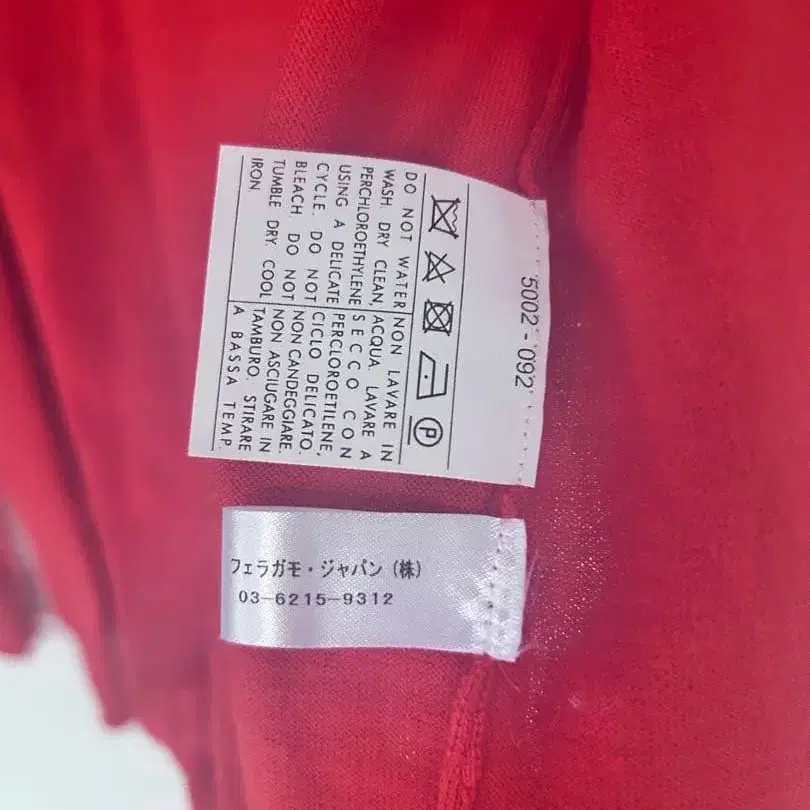 5002 - 092
DO NOT WATER
WASH. DRY CLEAN,
PERCHLOROETHYLENE
USING A DELICATE
CYCLE. DO NOT
BLEACH. DO NOT
TUMBLE DRY. COOL
IRON
NON LAVARE IN
ACQUA. LAVARE A
SECCO CON
PERCLOROETILENE,
CICLO DELICATO.
NON CANDEGGIARE.
NON ASCIUGARE IN
TAMBURO. STIRARE
A BASSA TEMP.
フェラガモ・ジャパン (株)
03-6215-9312